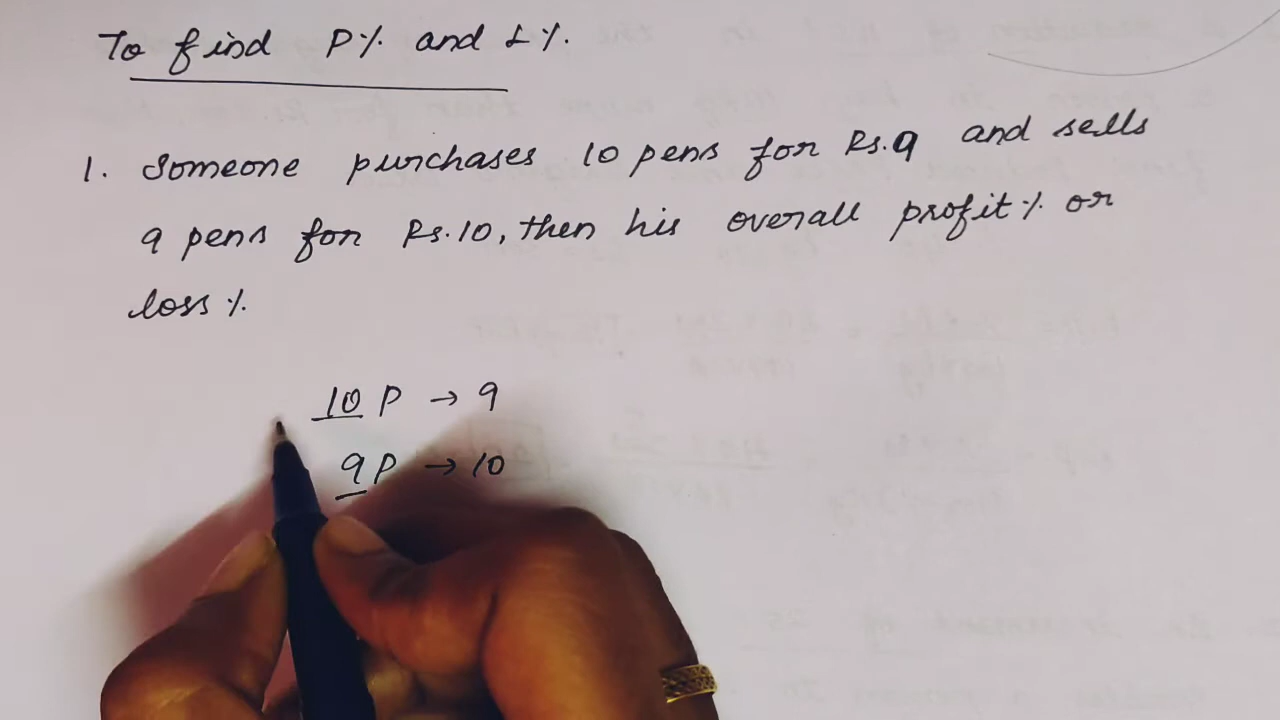 To find P% and L%.
1. Someone purchases 10 pens for Rs.9 and sells
9 pens for Rs.10, then his overall profit% or
loss%.
10 P → 9
9 P → 10